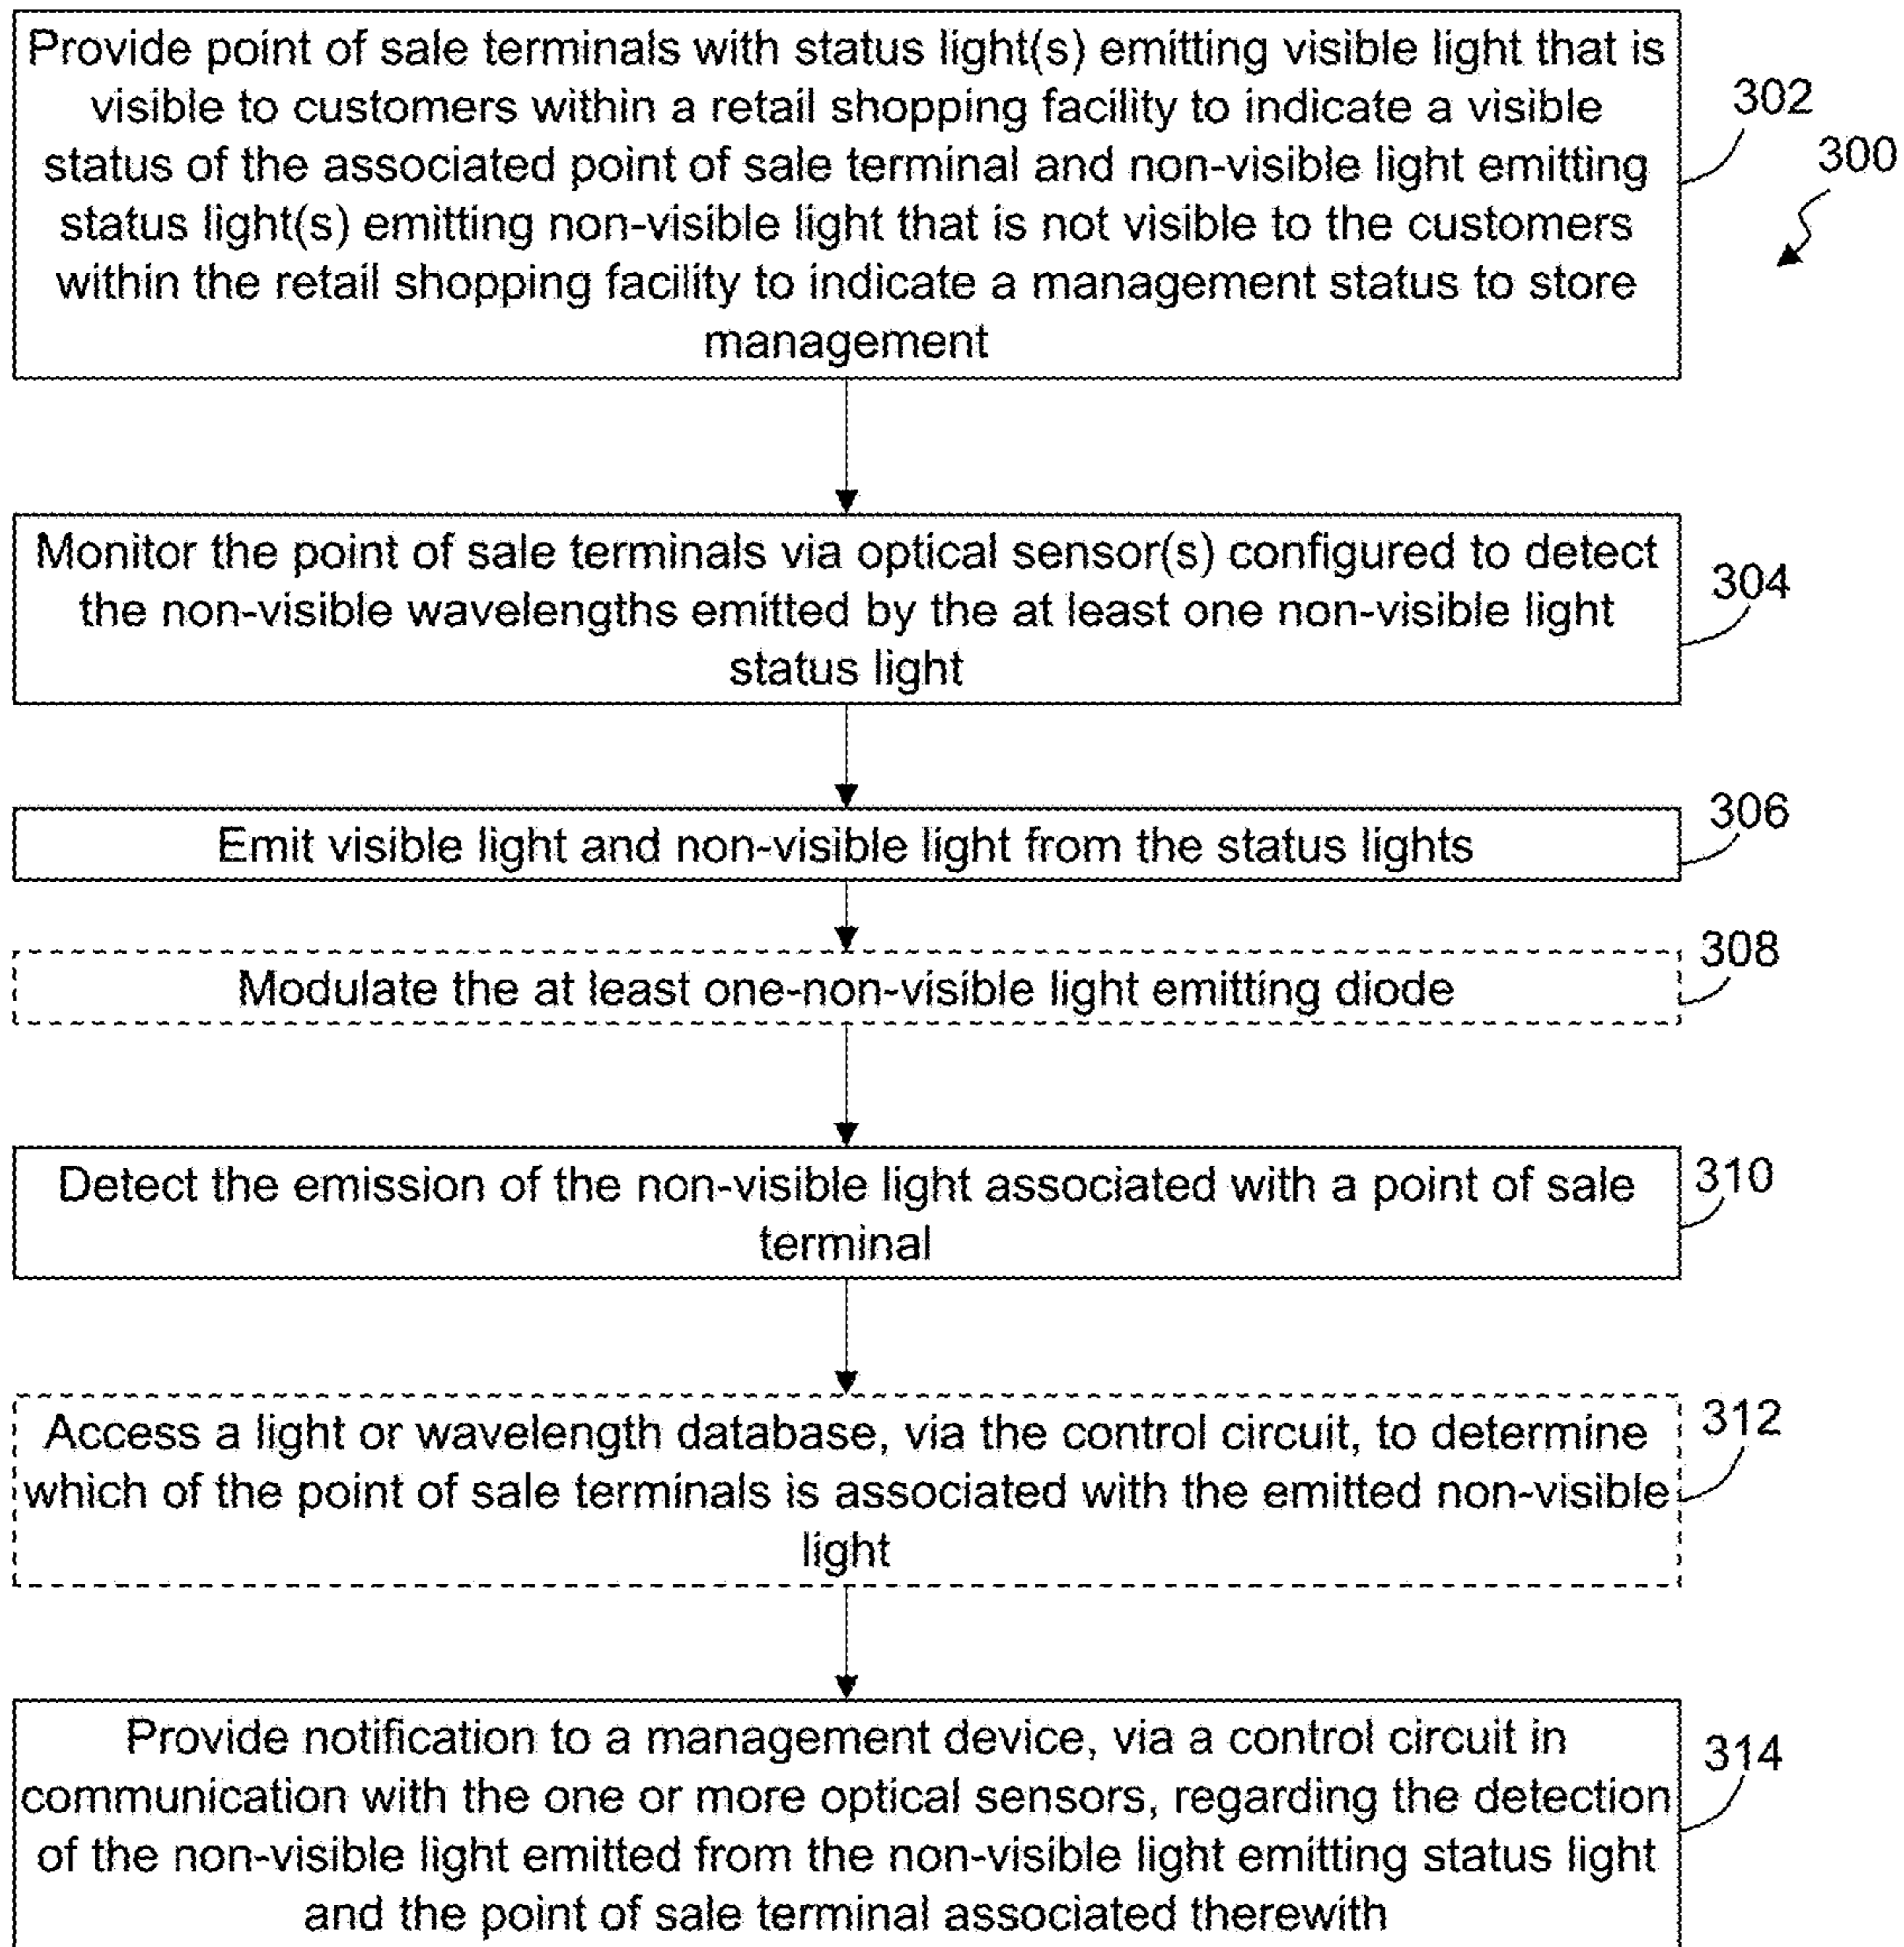 Provide point of sale terminals with status light(s) emitting visible light that is
visible to customers within a retail shopping facility to indicate a visible
status of the associated point of sale terminal and non-visible light emitting
status light(s) emitting non-visible light that is not visible to the customers
within the retail shopping facility to indicate a management status to store
management
302
300
Monitor the point of sale terminals via optical sensor(s) configured to detect
the non-visible wavelengths emitted by the at least one non-visible light
status light
304
Emit visible light and non-visible light from the status lights
306
Modulate the at least one-non-visible light emitting diode
308
Detect the emission of the non-visible light associated with a point of sale
terminal
310
Access a light or wavelength database, via the control circuit, to determine
which of the point of sale terminals is associated with the emitted non-visible
light
312
Provide notification to a management device, via a control circuit in
communication with the one or more optical sensors, regarding the detection
of the non-visible light emitted from the non-visible light emitting status light
and the point of sale terminal associated therewith
314